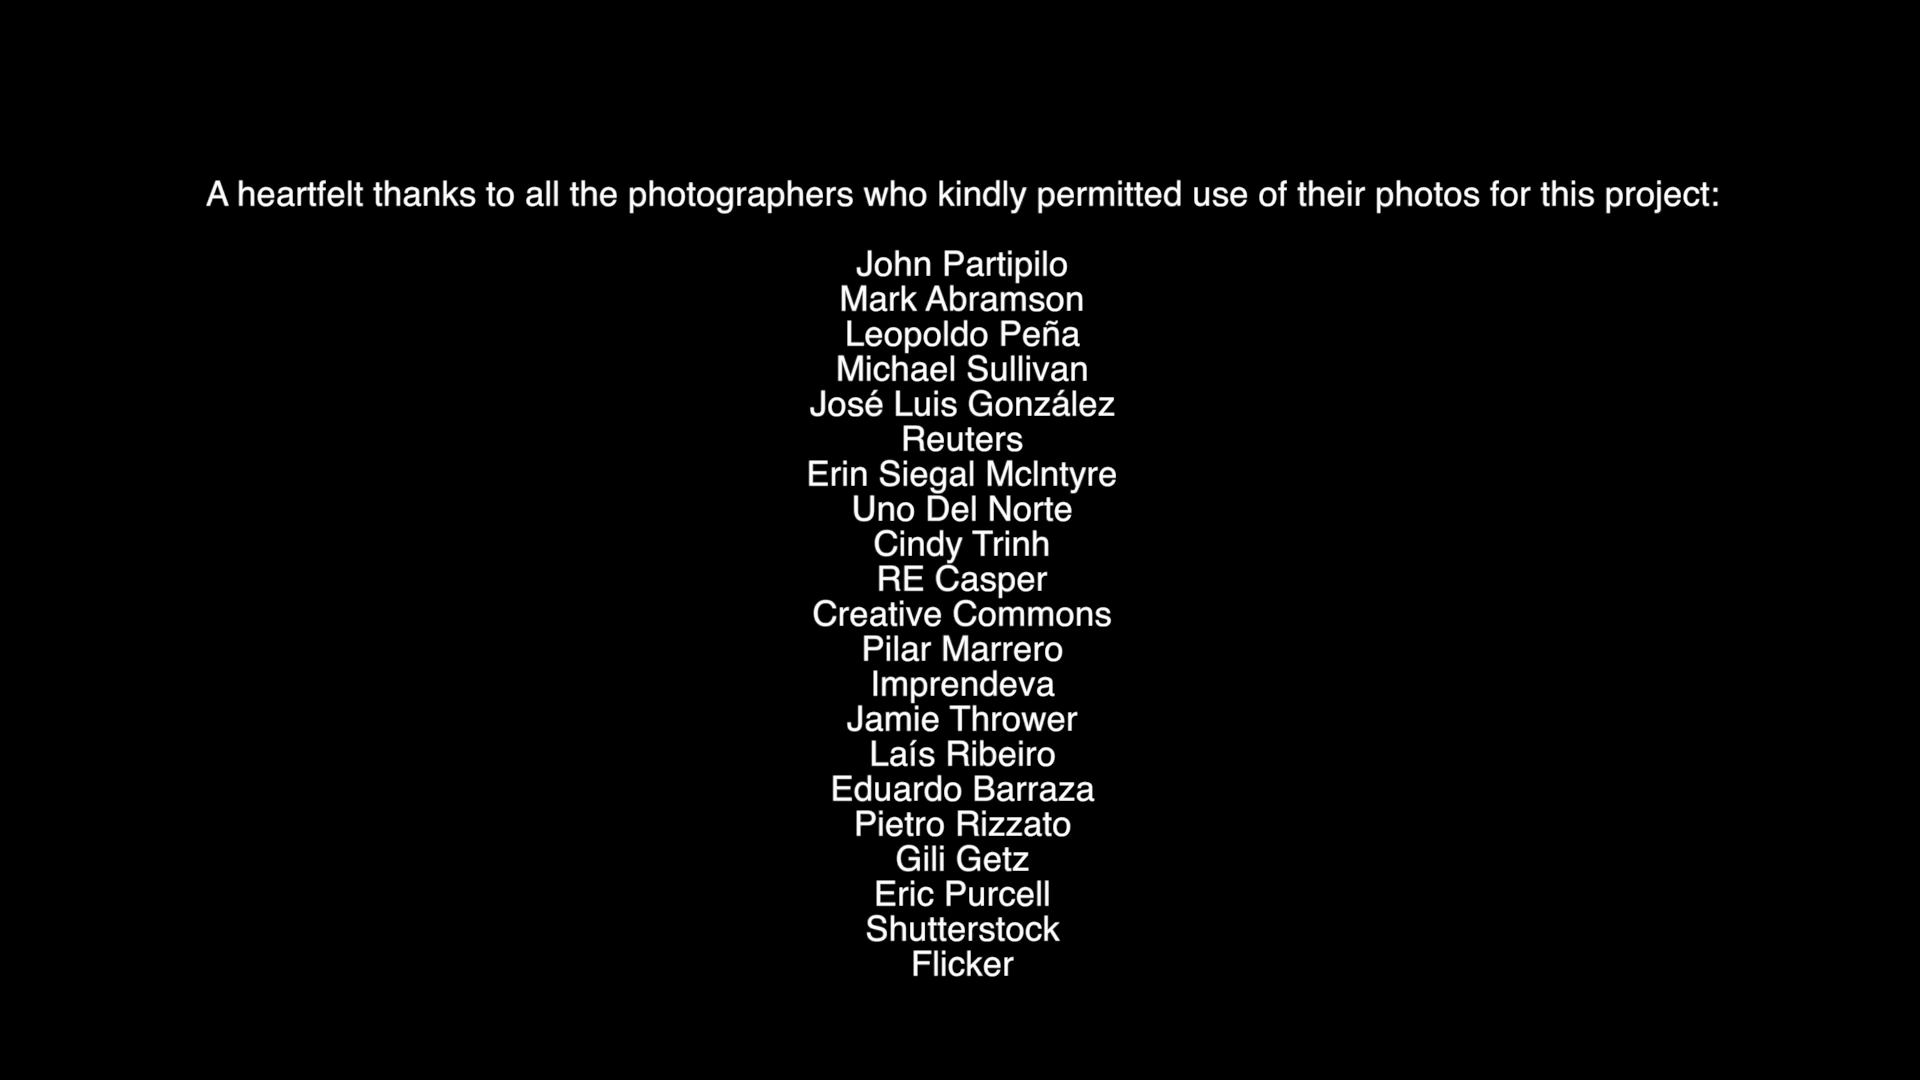 A heartfelt thanks to all the photographers who kindly permitted use of their photos for this project:
John Partipilo
Mark Abramson
Leopoldo Peña
Michael Sullivan
José Luis González
Reuters
Erin Siegal McIntyre
Uno Del Norte
Cindy Trinh
RE Casper
Creative Commons
Pilar Marrero
Imprendeva
Jamie Thrower
Laís Ribeiro
Eduardo Barraza
Pietro Rizzato
Gili Getz
Eric Purcell
Shutterstock
Flicker